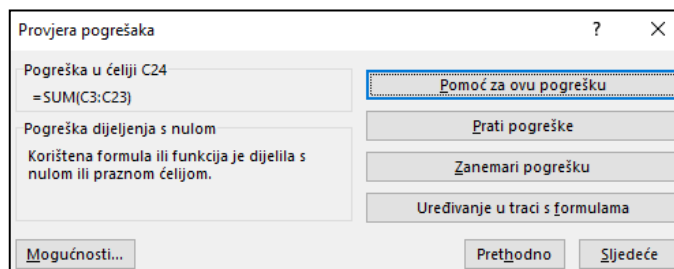 Provjera pogrešaka
Pogreška u ćeliji C24
=SUM(C3:C23)
Pogreška dijeljenja s nulom
Korištena formula ili funkcija je dijelila s
nulom ili praznom ćelijom.
Pomoć za ovu pogrešku
Prati pogreške
Zanemari pogrešku
Uređivanje u traci s formulama
Mogućnosti...
Prethodno
Sljedeće